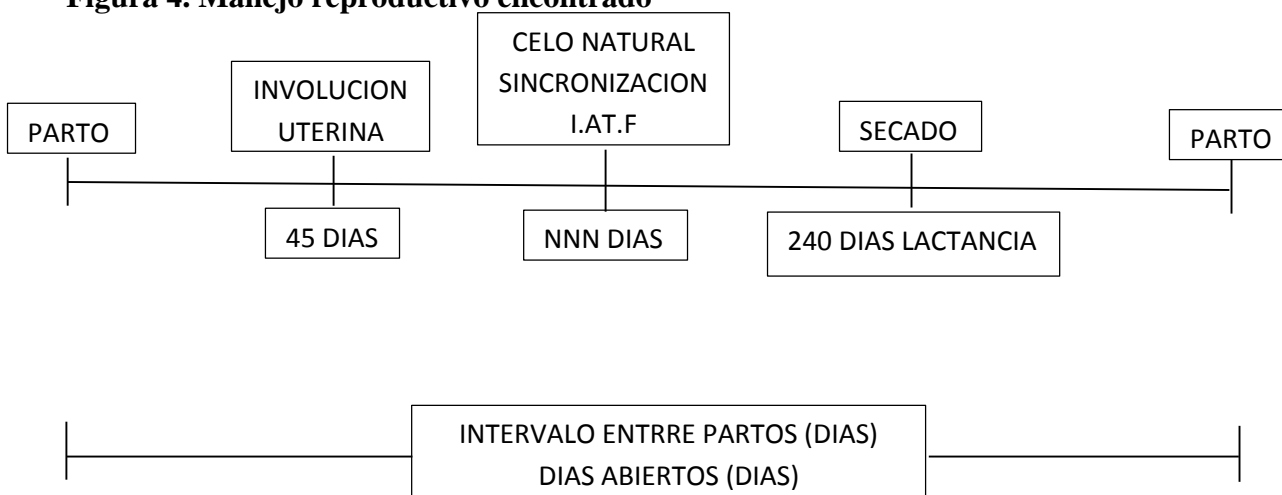 Figura 4. Manejo reproductivo encontrado
CELO NATURAL
SINCRONIZACION
I.AT.F
INVOLUCION
UTERINA
PARTO
SECADO
PARTO
45 DIAS
NNN DIAS
240 DIAS LACTANCIA
INTERVALO ENTRRE PARTOS (DIAS)
DIAS ABIERTOS (DIAS)